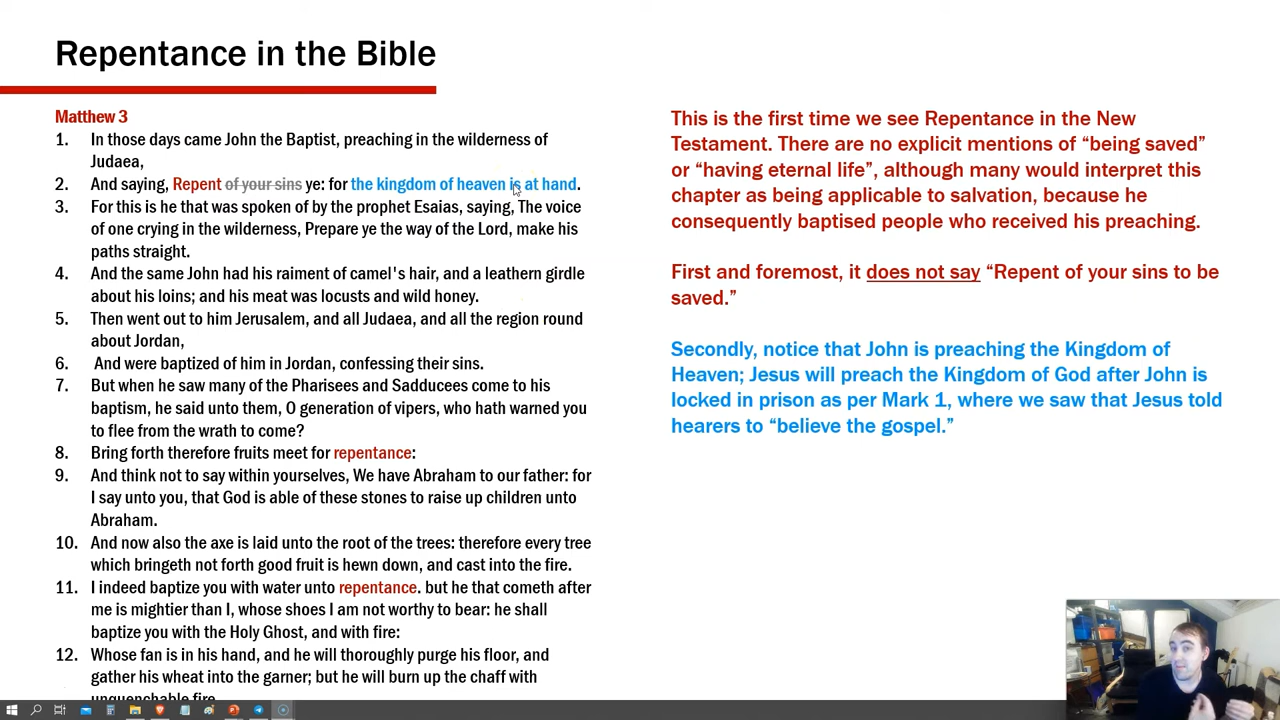 Repentance in the Bible
Matthew 3
1. In those days came John the Baptist, preaching in the wilderness of
Judaea,
2. And saying, Repent of your sins ye: for the kingdom of heaven is at hand.
3. For this is he that was spoken of by the prophet Esaias, saying, The voice
of one crying in the wilderness, Prepare ye the way of the Lord, make his
paths straight.
4. And the same John had his raiment of camel's hair, and a leathern girdle
about his loins; and his meat was locusts and wild honey.
5. Then went out to him Jerusalem, and all Judaea, and all the region round
about Jordan,
6. And were baptized of him in Jordan, confessing their sins.
7. But when he saw many of the Pharisees and Sadducees come to his
baptism, he said unto them, O generation of vipers, who hath warned you
to flee from the wrath to come?
8. Bring forth therefore fruits meet for repentance:
9. And think not to say within yourselves, We have Abraham to our father: for
I say unto you, that God is able of these stones to raise up children unto
Abraham.
10. And now also the axe is laid unto the root of the trees: therefore every tree
which bringeth not forth good fruit is hewn down, and cast into the fire.
11. I indeed baptize you with water unto repentance. but he that cometh after
me is mightier than I, whose shoes I am not worthy to bear: he shall
baptize you with the Holy Ghost, and with fire:
12. Whose fan is in his hand, and he will thoroughly purge his floor, and
gather his wheat into the garner; but he will burn up the chaff with
unquenchable fire
This is the first time we see Repentance in the New
Testament. There are no explicit mentions of “being saved”
or “having eternal life”, although many would interpret this
chapter as being applicable to salvation, because he
consequently baptised people who received his preaching.
First and foremost, it does not say “Repent of your sins to be
saved.”
Secondly, notice that John is preaching the Kingdom of
Heaven; Jesus will preach the Kingdom of God after John is
locked in prison as per Mark 1, where we saw that Jesus told
hearers to “believe the gospel.”